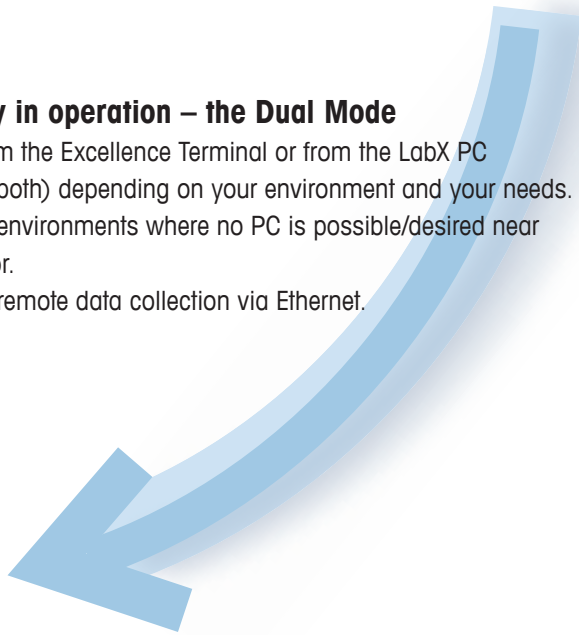 y in operation – the Dual Mode
m the Excellence Terminal or from the LabX PC
both) depending on your environment and your needs.
environments where no PC is possible/desired near
r.
remote data collection via Ethernet.